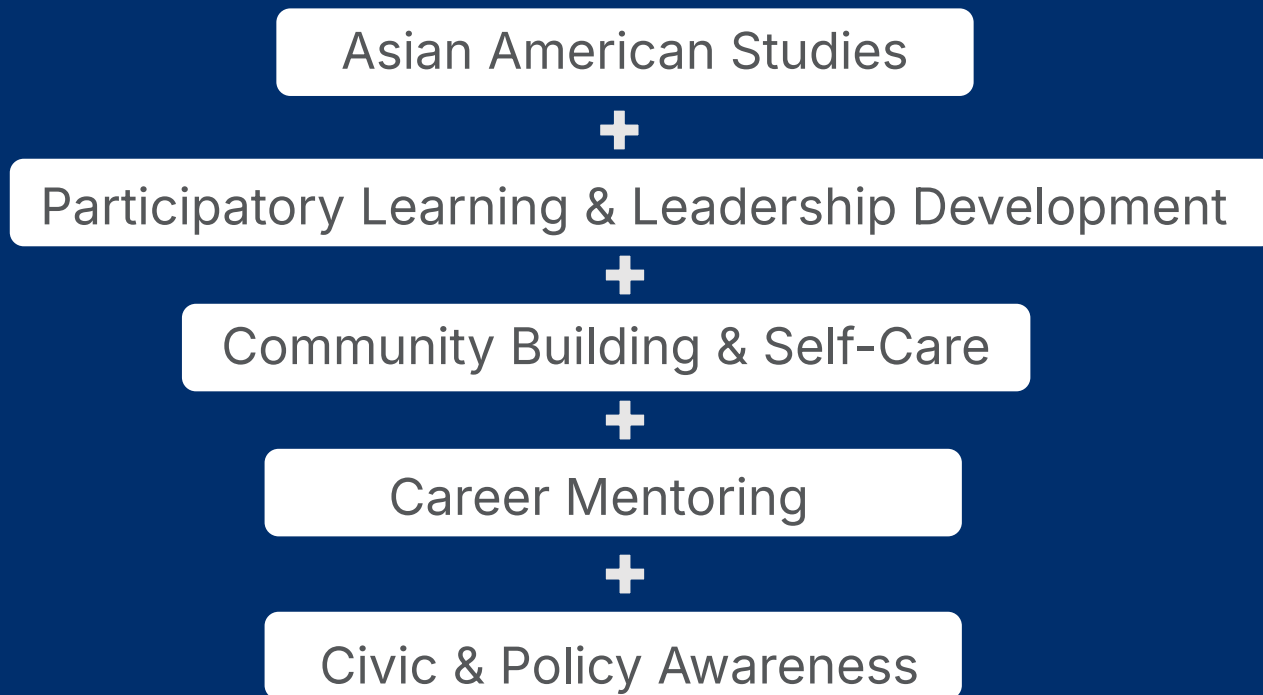 Asian American Studies
+
Participatory Learning & Leadership Development
+
Community Building & Self-Care
+
Career Mentoring
+
Civic & Policy Awareness